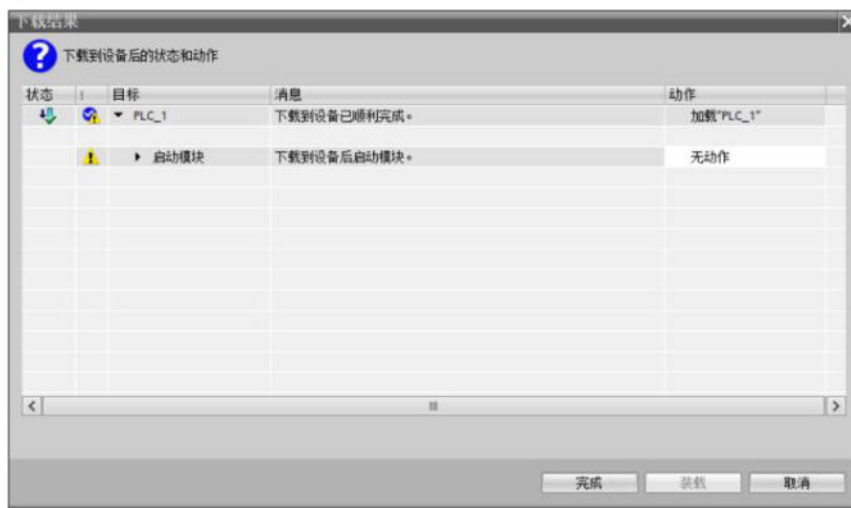 下载结果
下载到设备后的状态和动作
状态 ! 目标 消息 动作
PLC_1 下载到设备已顺利完成。 加载"PLC_1"
启动模块 下载到设备后启动模块。 无动作
完成 装载 取消